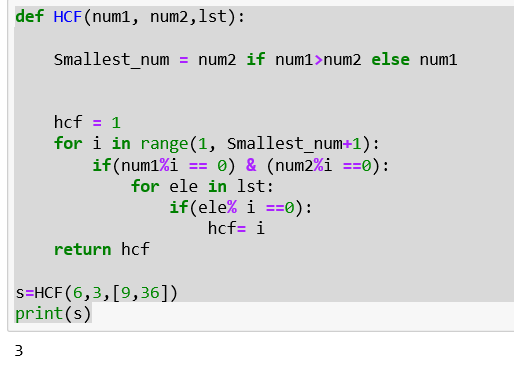 def HCF(num1, num2,lst):
    Smallest_num = num2 if num1>num2 else num1
    hcf = 1
    for i in range(1, Smallest_num+1):
        if(num1%i == 0) & (num2%i ==0):
            for ele in lst:
                if(ele% i ==0):
                    hcf= i
    return hcf
s=HCF(6,3,[9,36])
print(s)
3